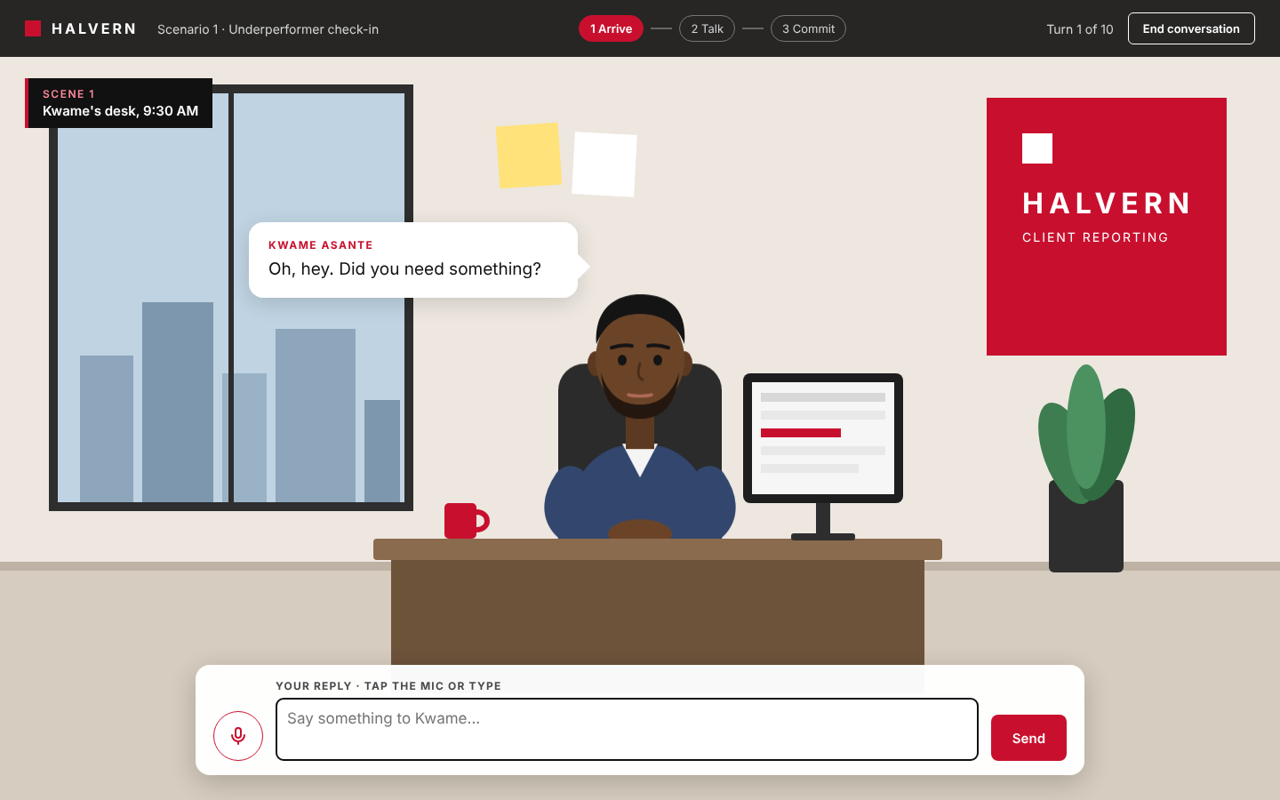 HALVERN
Scenario 1 · Underperformer check-in
1 Arrive
2 Talk
3 Commit
Turn 1 of 10
End conversation
SCENE 1
Kwame's desk, 9:30 AM
HALVERN
CLIENT REPORTING
KWAME ASANTE
Oh, hey. Did you need something?
YOUR REPLY · TAP THE MIC OR TYPE
Say something to Kwame...
Send